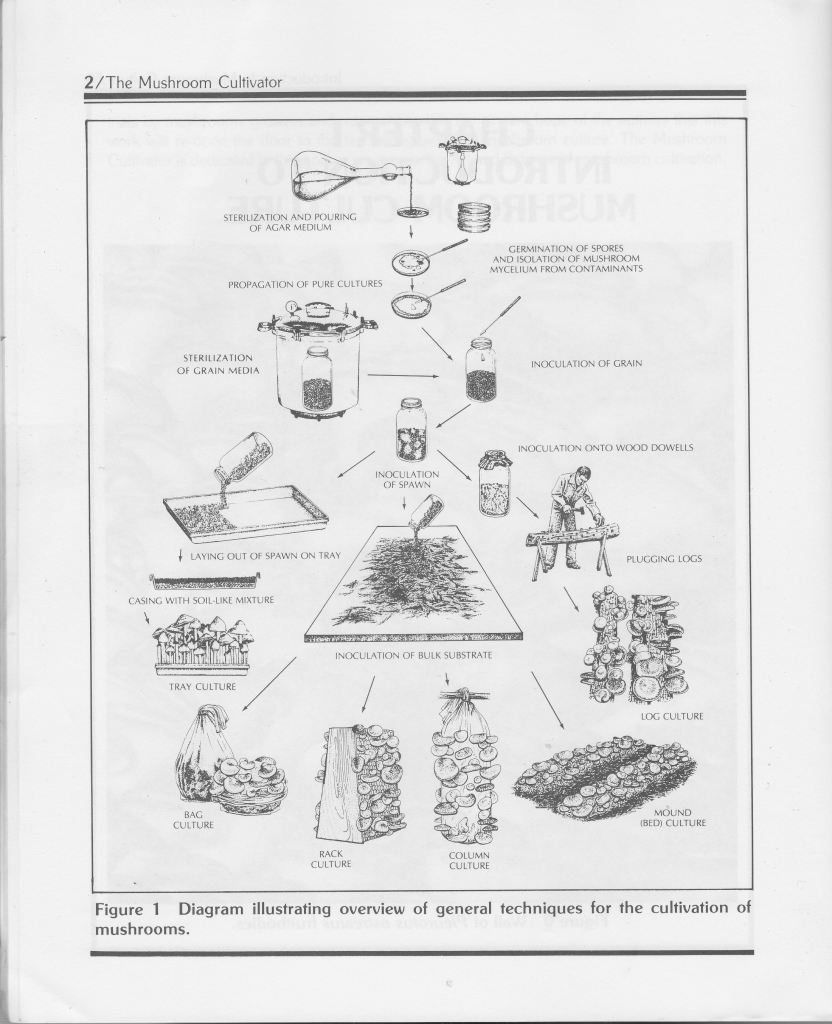 2/The Mushroom Cultivator
STERILIZATION AND POURING
OF AGAR MEDIUM
GERMINATION OF SPORES
AND ISOLATION OF MUSHROOM
MYCELIUM FROM CONTAMINANTS
PROPAGATION OF PURE CULTURES
STERILIZATION
OF GRAIN MEDIA
INOCULATION OF GRAIN
INOCULATION ONTO WOOD DOWELLS
INOCULATION
OF SPAWN
LAYING OUT OF SPAWN ON TRAY
PLUGGING LOGS
CASING WITH SOIL-LIKE MIXTURE
INOCULATION OF BULK SUBSTRATE
TRAY CULTURE
LOG CULTURE
BAG
CULTURE
MOUND
(BED) CULTURE
RACK
CULTURE
COLUMN
CULTURE
Figure 1 Diagram illustrating overview of general techniques for the cultivation of
mushrooms.